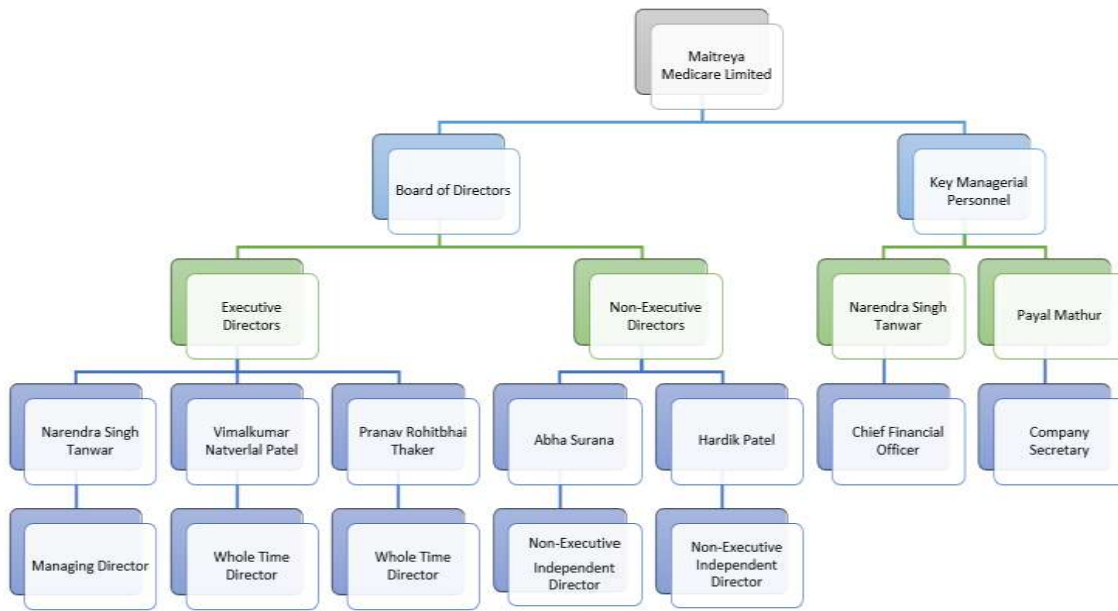 Maitreya
Medicare Limited
Board of Directors
Key Managerial
Personnel
Executive
Directors
Non-Executive
Directors
Narendra Singh
Tanwar
Payal Mathur
Narendra Singh
Tanwar
Vimalkumar
Natverlal Patel
Pranav Rohitbhai
Thaker
Abha Surana
Hardik Patel
Chief Financial
Officer
Company
Secretary
Managing Director
Whole Time
Director
Whole Time
Director
Non-Executive
Independent
Director
Non-Executive
Independent
Director